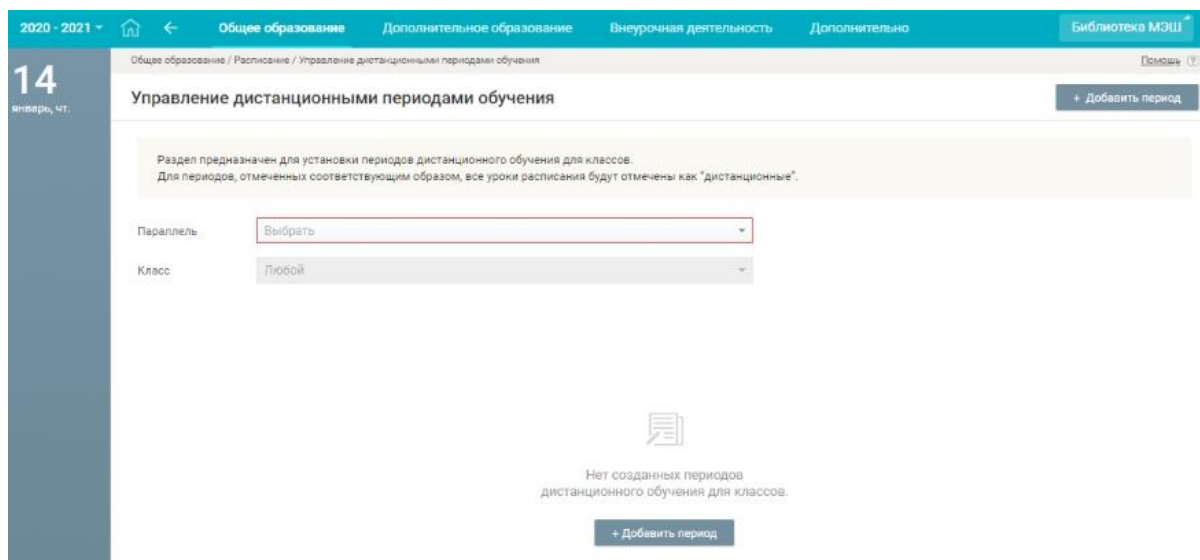 2020 - 2021
Общее образование
Дополнительное образование
Внеурочная деятельность
Дополнительно
Библиотека МЭШ
14
январь, чт.
Общее образование / Расписание / Управление дистанционными периодами обучения
Помощь (?)
Управление дистанционными периодами обучения
+ Добавить период
Раздел предназначен для установки периодов дистанционного обучения для классов.
Для периодов, отмеченных соответствующим образом, все уроки расписания будут отмечены как "дистанционные".
Параллель
Выбрать
Класс
Любой
Нет созданных периодов
дистанционного обучения для классов.
+ Добавить период